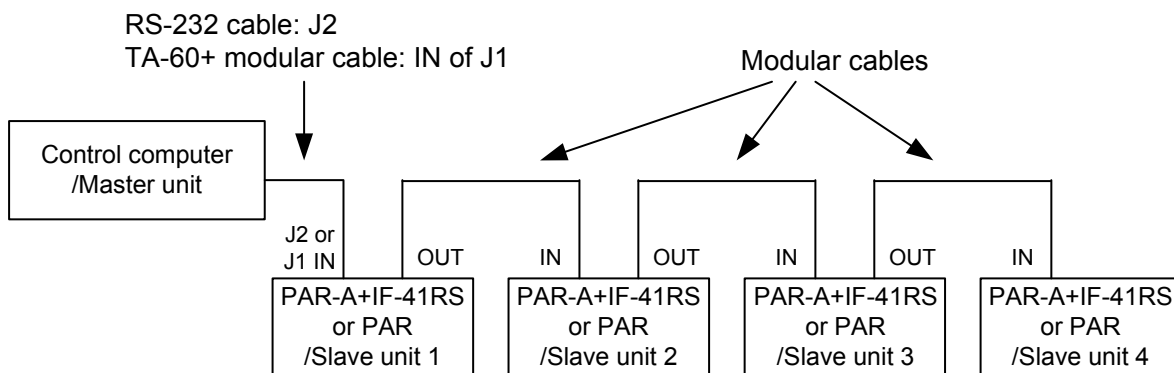 RS-232 cable: J2
TA-60+ modular cable: IN of J1
Modular cables
Control computer
/Master unit
J2 or
J1 IN
OUT
IN
OUT
IN
OUT
IN
PAR-A+IF-41RS
or PAR
/Slave unit 1
PAR-A+IF-41RS
or PAR
/Slave unit 2
PAR-A+IF-41RS
or PAR
/Slave unit 3
PAR-A+IF-41RS
or PAR
/Slave unit 4